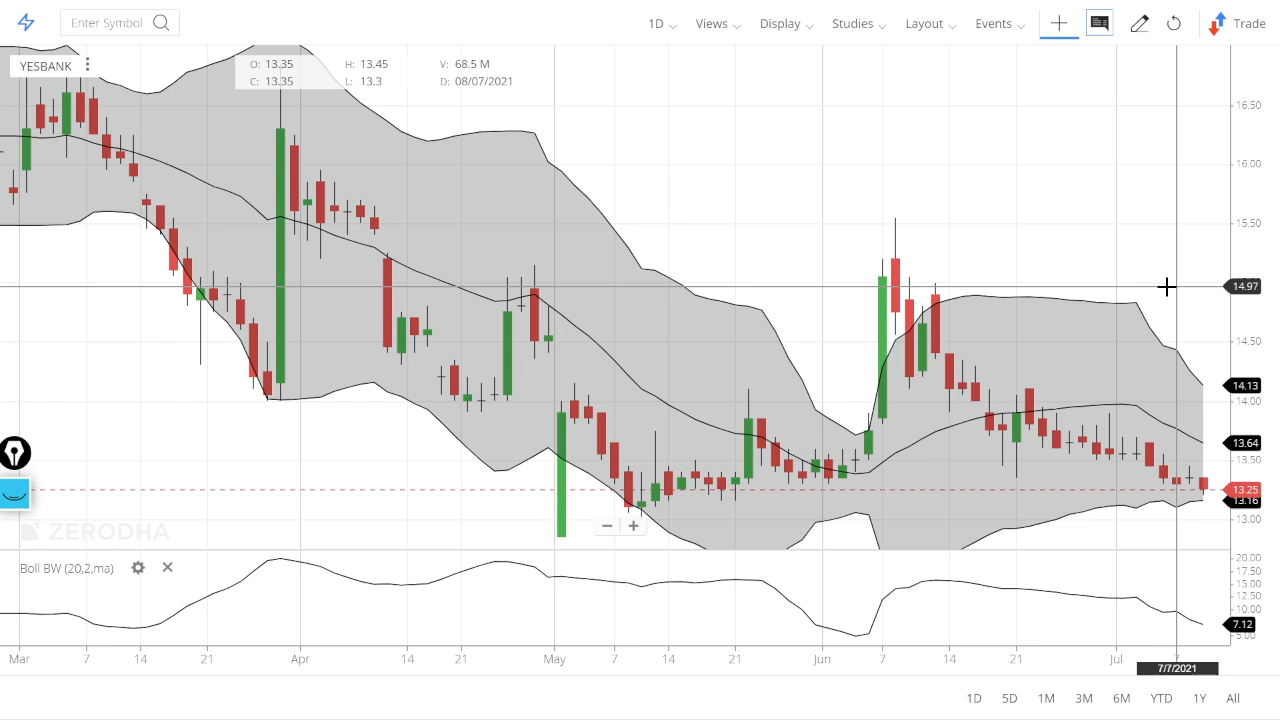 Enter Symbol 1D Views Display Studies Layout Events Trade
YESBANK
O: 13.35 H: 13.45 V: 68.5 M
C: 13.35 L: 13.3 D: 08/07/2021
16.50
16.00
15.50
14.97
14.50
14.13
14.00
13.64
13.50
13.25
13.16
13.00
ZERODHA
Boll BW (20,2,ma)
20.00
17.50
15.00
12.50
10.00
7.12
5.00
Mar 7 14 21 Apr 14 21 May 7 14 21 Jun 7 14 21 Jul 7
7/7/2021
1D 5D 1M 3M 6M YTD 1Y All